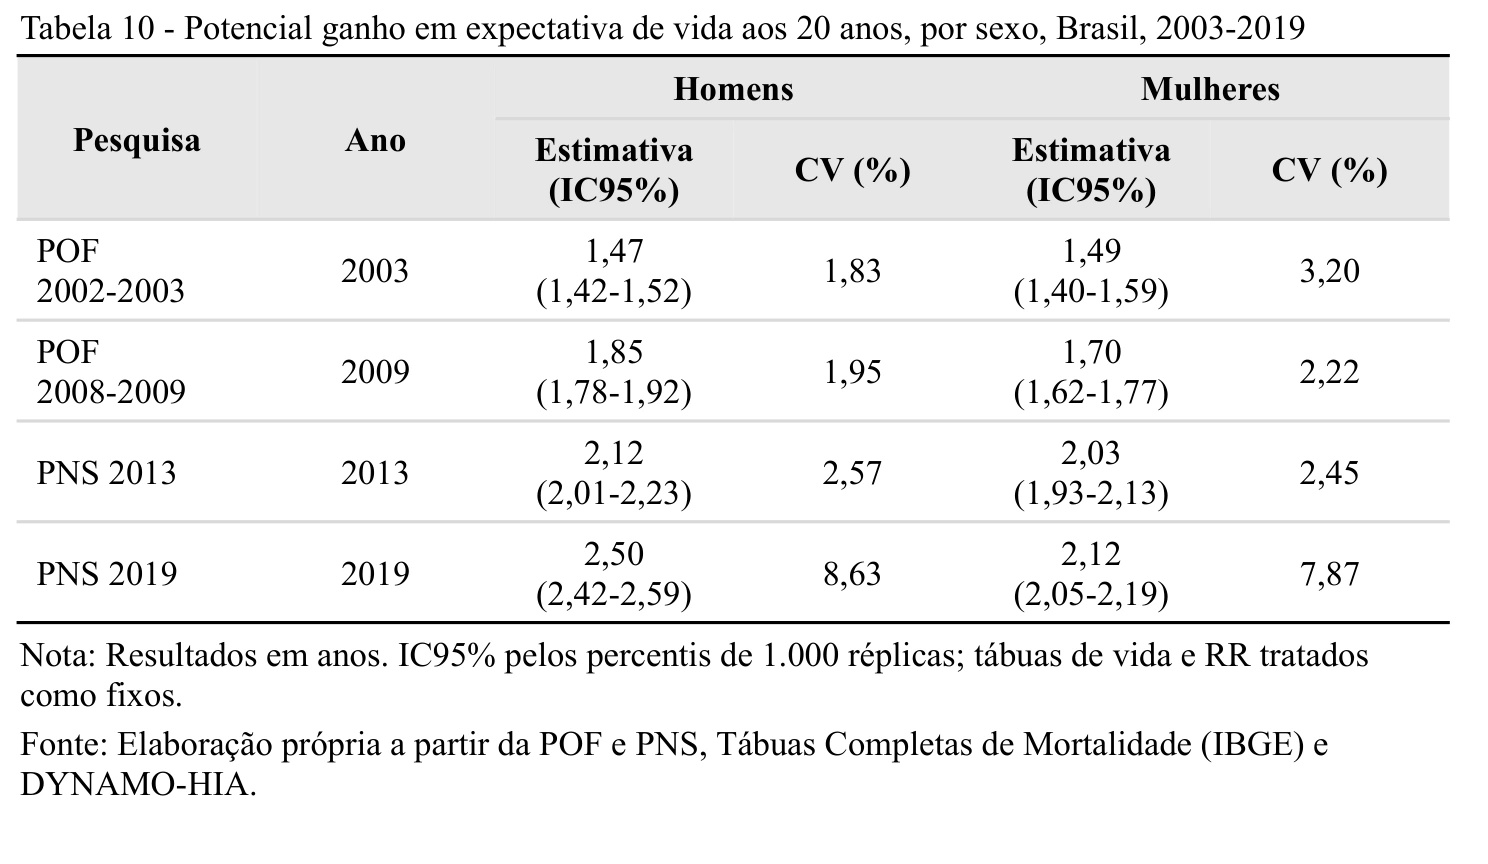 Tabela 10 - Potencial ganho em expectativa de vida aos 20 anos, por sexo, Brasil, 2003-2019
Pesquisa Ano Homens Mulheres
Estimativa (IC95%) CV (%) Estimativa (IC95%) CV (%)
POF 2002-2003 2003 1,47 (1,42-1,52) 1,83 1,49 (1,40-1,59) 3,20
POF 2008-2009 2009 1,85 (1,78-1,92) 1,95 1,70 (1,62-1,77) 2,22
PNS 2013 2013 2,12 (2,01-2,23) 2,57 2,03 (1,93-2,13) 2,45
PNS 2019 2019 2,50 (2,42-2,59) 8,63 2,12 (2,05-2,19) 7,87
Nota: Resultados em anos. IC95% pelos percentis de 1.000 réplicas; tábuas de vida e RR tratados
como fixos.
Fonte: Elaboração própria a partir da POF e PNS, Tábuas Completas de Mortalidade (IBGE) e
DYNAMO-HIA.